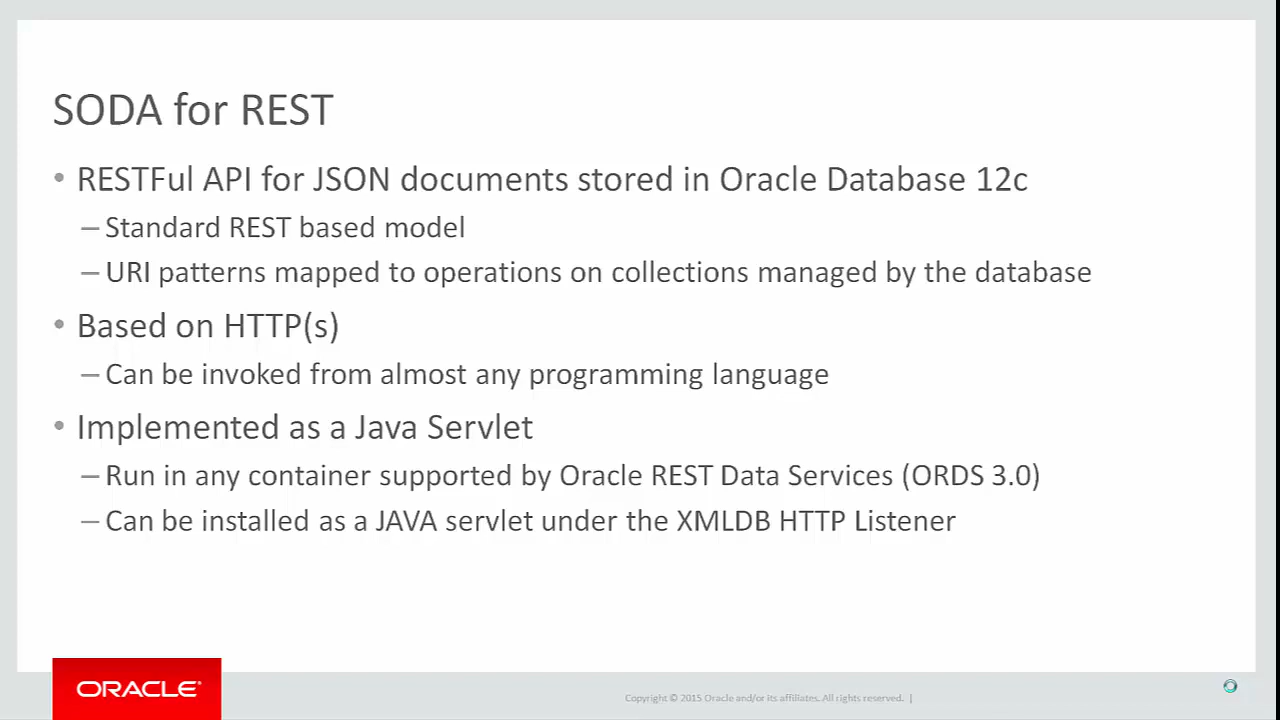 SODA for REST
• RESTFul API for JSON documents stored in Oracle Database 12c
– Standard REST based model
– URI patterns mapped to operations on collections managed by the database
• Based on HTTP(s)
– Can be invoked from almost any programming language
• Implemented as a Java Servlet
– Run in any container supported by Oracle REST Data Services (ORDS 3.0)
– Can be installed as a JAVA servlet under the XMLDB HTTP Listener
ORACLE®
Copyright © 2015 Oracle and/or its affiliates. All rights reserved. |